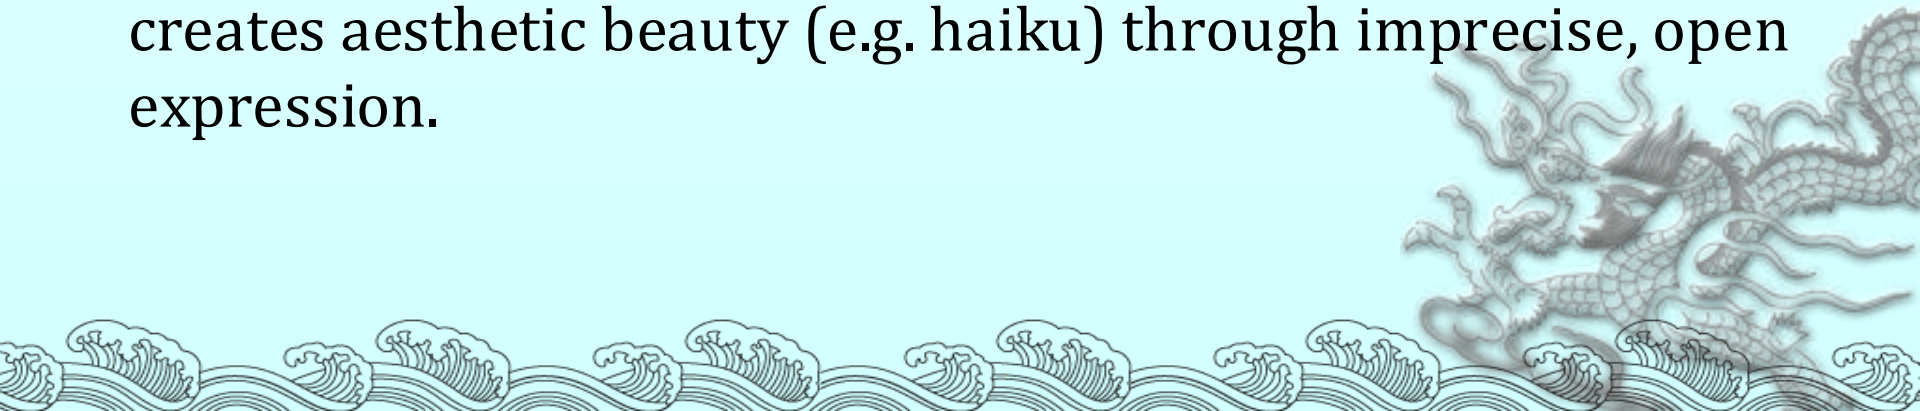 creates aesthetic beauty (e.g. haiku) through imprecise, open
expression.